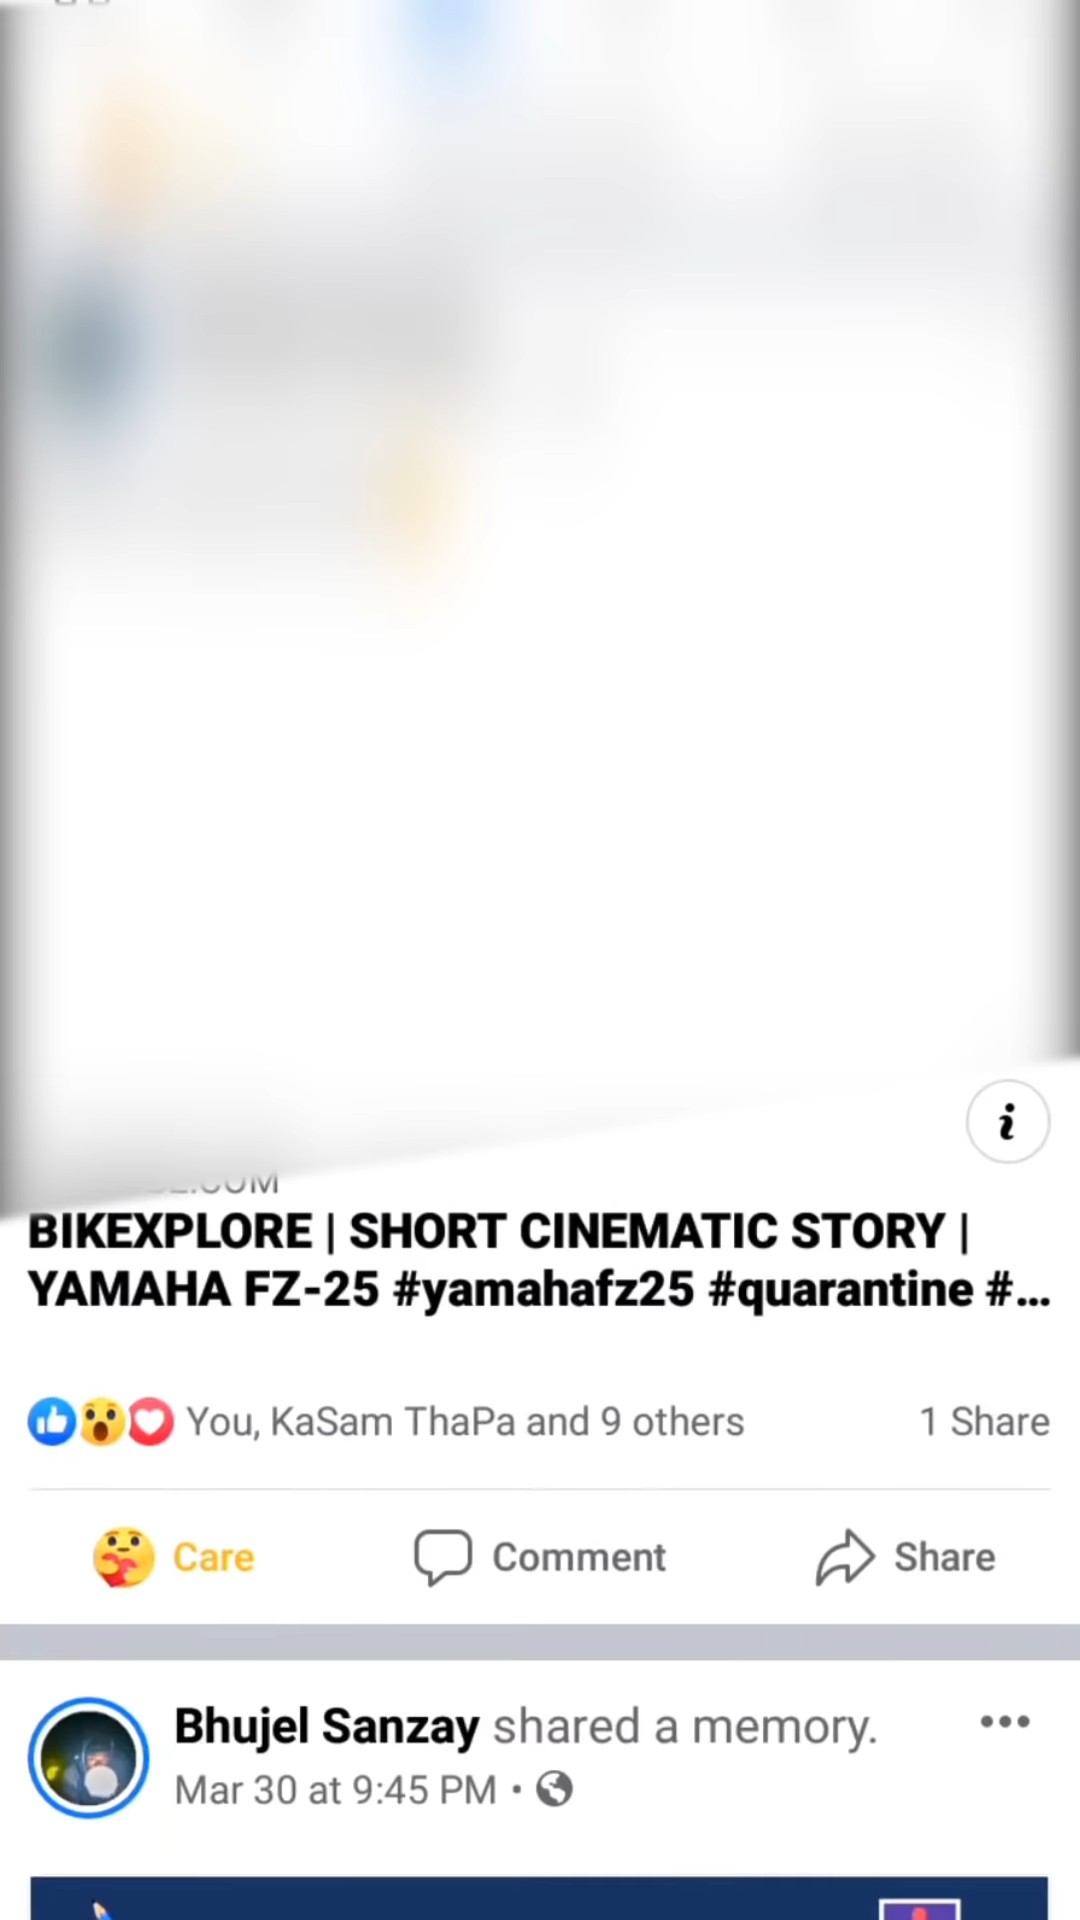 BIKEXPLORE | SHORT CINEMATIC STORY |
YAMAHA FZ-25 #yamahafz25 #quarantine #...
You, KaSam ThaPa and 9 others
1 Share
Care
Comment
Share
Bhujel Sanzay shared a memory.
Mar 30 at 9:45 PM ·